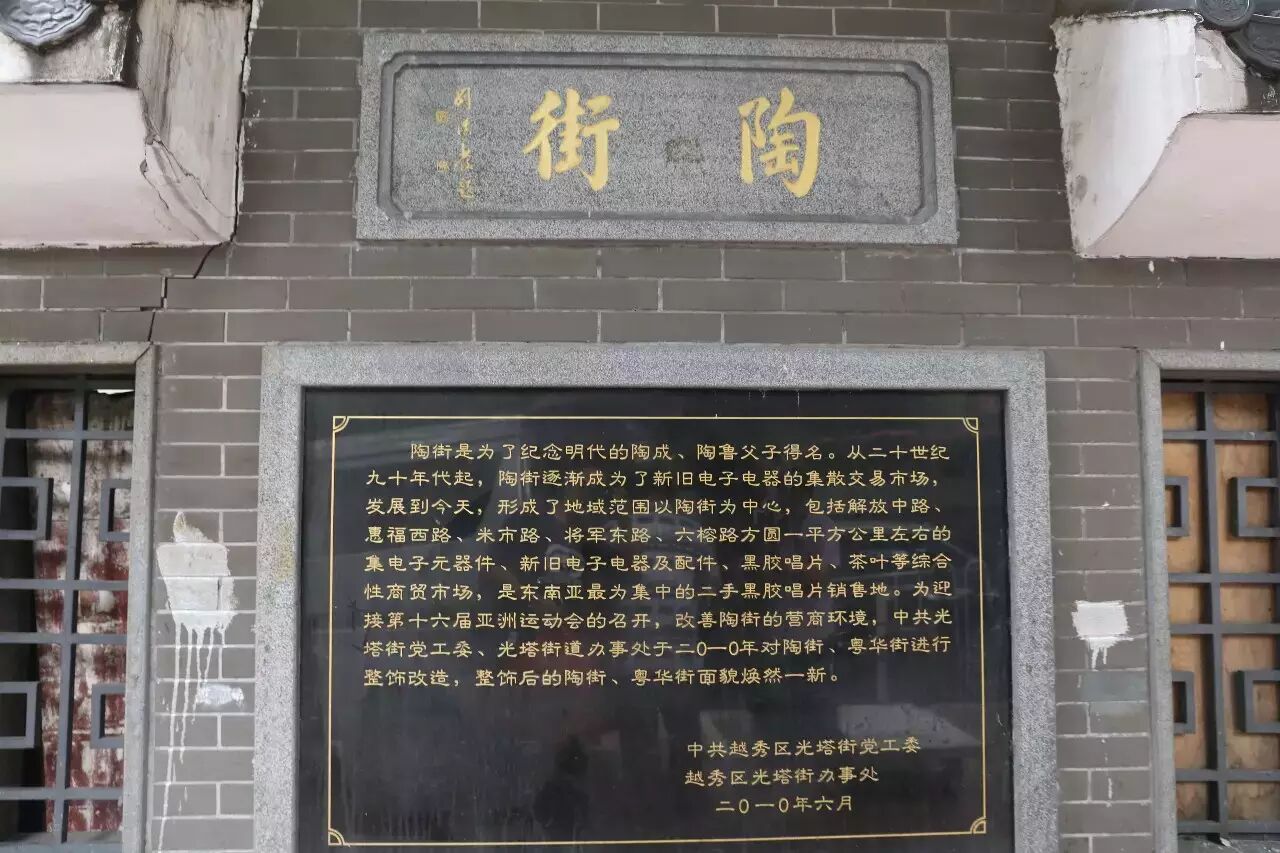 陶街
陶街是为了纪念明代的陶成、陶鲁父子得名。从二十世纪
九十年代起，陶街逐渐成为了新旧电子电器的集散交易市场，
发展到今天，形成了地域范围以陶街为中心，包括解放中路、
惠福西路、米市路、将军东路、六榕路方圆一平方公里左右的
集电子元器件、新旧电子电器及配件、黑胶唱片、茶叶等综合
性商贸市场，是东南亚最为集中的二手黑胶唱片销售地。为迎
接第十六届亚洲运动会的召开，改善陶街的营商环境，中共光
塔街党工委、光塔街道办事处于二0一0年对陶街、粤华街进行
整饰改造，整饰后的陶街、粤华街面貌焕然一新。
中共越秀区光塔街党工委
越秀区光塔街办事处
二0一0年六月